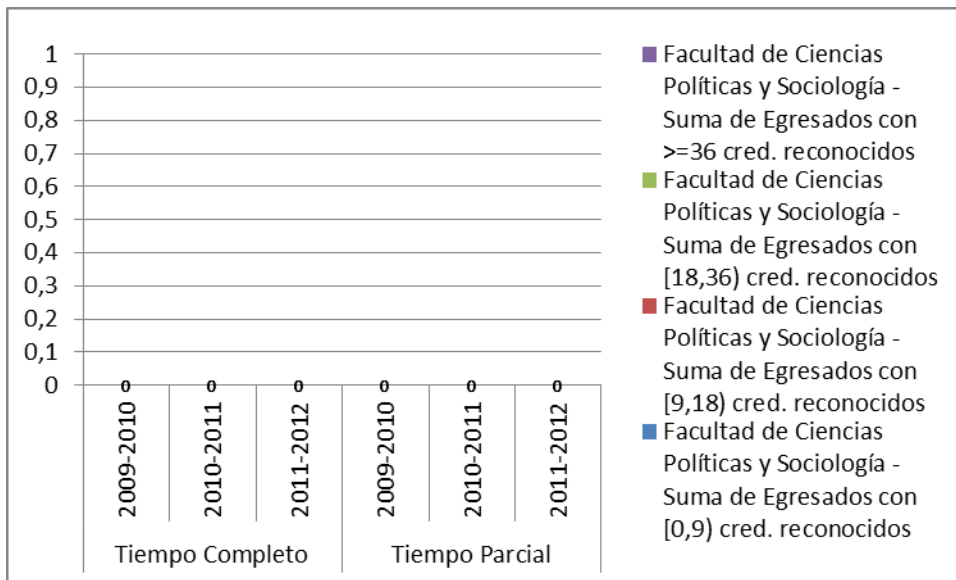 1
0,9
0,8
0,7
0,6
0,5
0,4
0,3
0,2
0,1
0
0 0 0 0 0 0
2009-2010
2010-2011
2011-2012
2009-2010
2010-2011
2011-2012
Tiempo Completo
Tiempo Parcial
Facultad de Ciencias
Políticas y Sociología -
Suma de Egresados con
>=36 cred. reconocidos
Facultad de Ciencias
Políticas y Sociología -
Suma de Egresados con
[18,36) cred. reconocidos
Facultad de Ciencias
Políticas y Sociología -
Suma de Egresados con
[9,18) cred. reconocidos
Facultad de Ciencias
Políticas y Sociología -
Suma de Egresados con
[0,9) cred. reconocidos